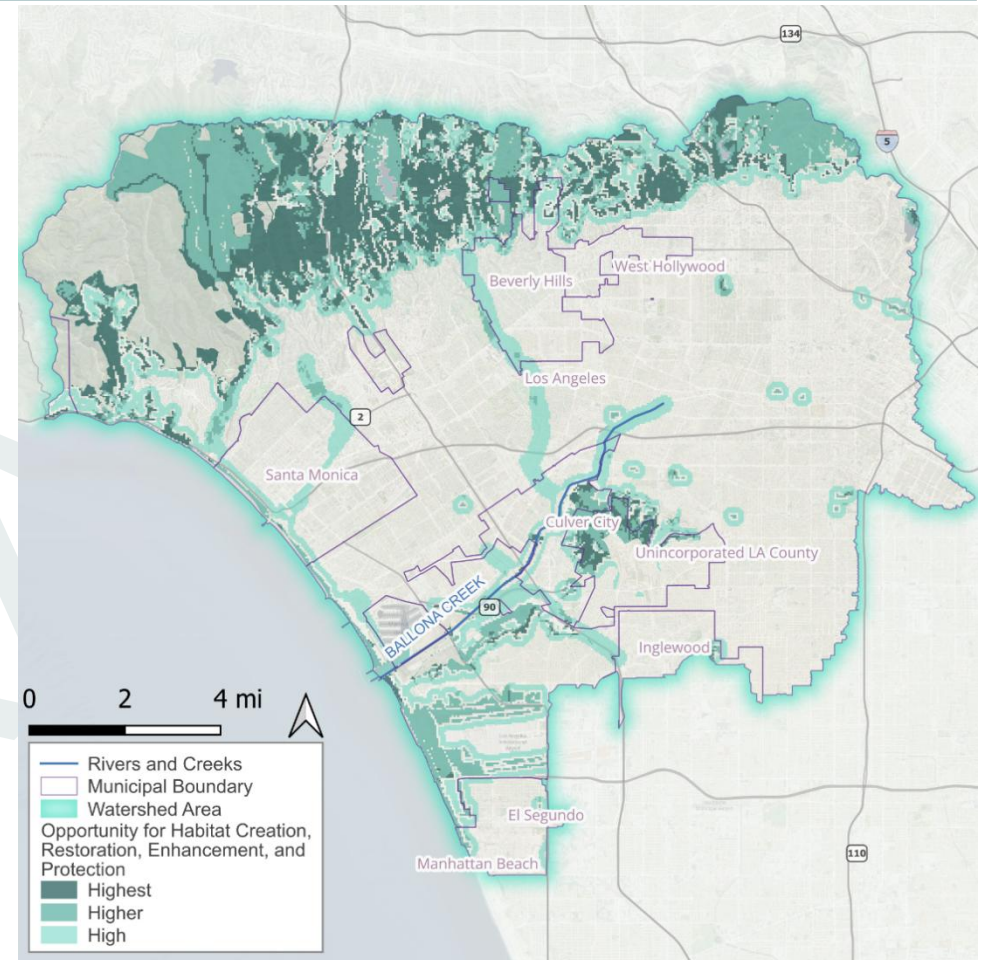 134
5
Beverly Hills
West Hollywood
Los Angeles
2
Santa Monica
Culver City
Unincorporated LA County
BALLONA CREEK
90
Inglewood
0 2 4 mi
El Segundo
Manhattan Beach
110
Rivers and Creeks
Municipal Boundary
Watershed Area
Opportunity for Habitat Creation,
Restoration, Enhancement, and
Protection
Highest
Higher
High